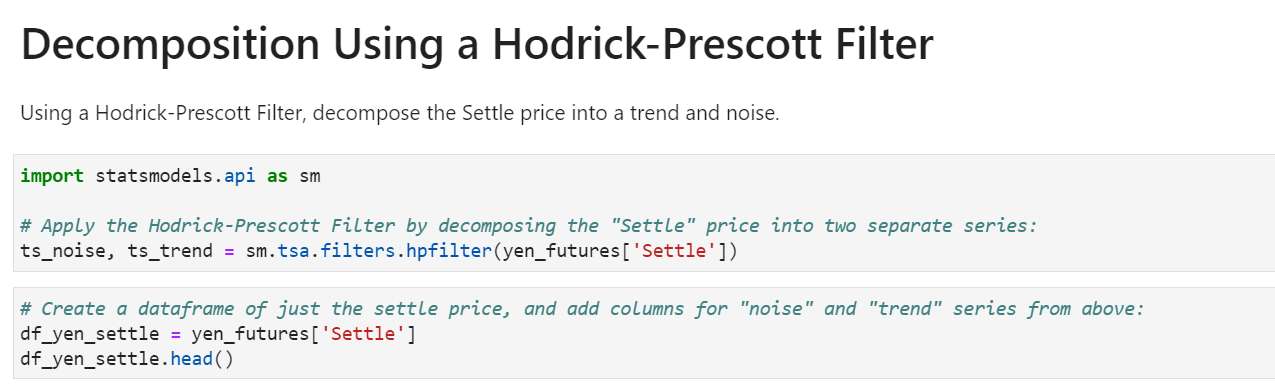 Decomposition Using a Hodrick-Prescott Filter
Using a Hodrick-Prescott Filter, decompose the Settle price into a trend and noise.
import statsmodels.api as sm
# Apply the Hodrick-Prescott Filter by decomposing the "Settle" price into two separate series:
ts_noise, ts_trend = sm.tsa.filters.hpfilter(yen_futures['Settle'])
# Create a dataframe of just the settle price, and add columns for "noise" and "trend" series from above:
df_yen_settle = yen_futures['Settle']
df_yen_settle.head()